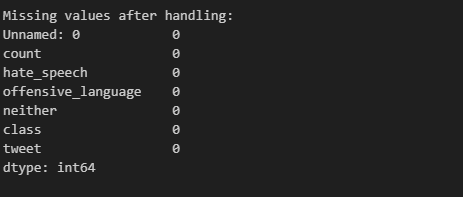 Missing values after handling:
Unnamed: 0            0
count                 0
hate_speech           0
offensive_language    0
neither               0
class                 0
tweet                 0
dtype: int64